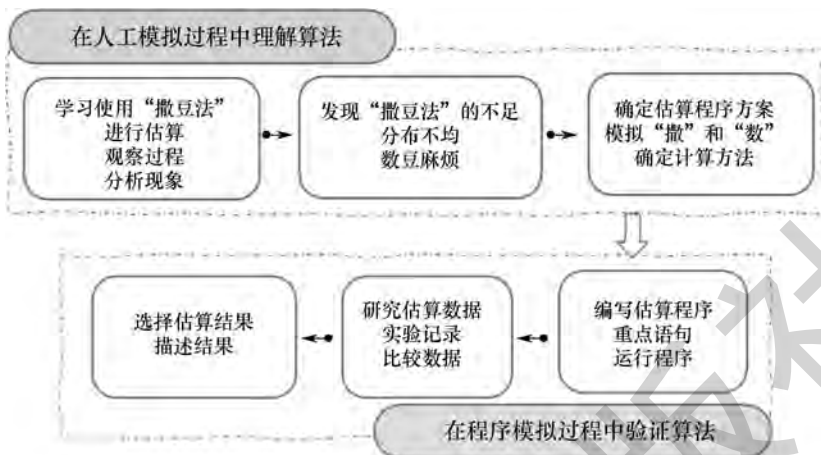 在人工模拟过程中理解算法
学习使用“撒豆法”
进行估算
观察过程
分析现象
发现“撒豆法”的不足
分布不均
数豆麻烦
确定估算程序方案
模拟“撒”和“数”
确定计算方法
编写估算程序
重点语句
运行程序
研究估算数据
实验记录
比较数据
选择估算结果
描述结果
在程序模拟过程中验证算法
版社